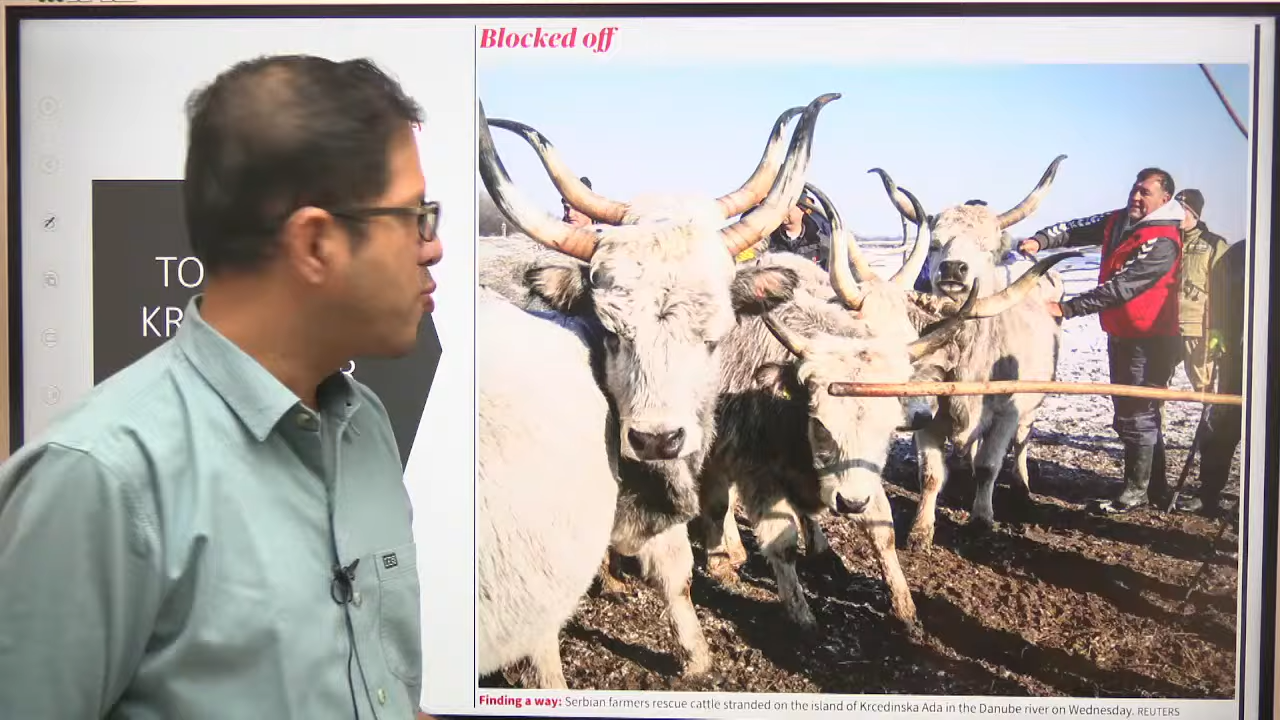 Blocked off
TO
KR
Finding a way: Serbian farmers rescue cattle stranded on the island of Krcedinska Ada in the Danube river on Wednesday. REUTERS